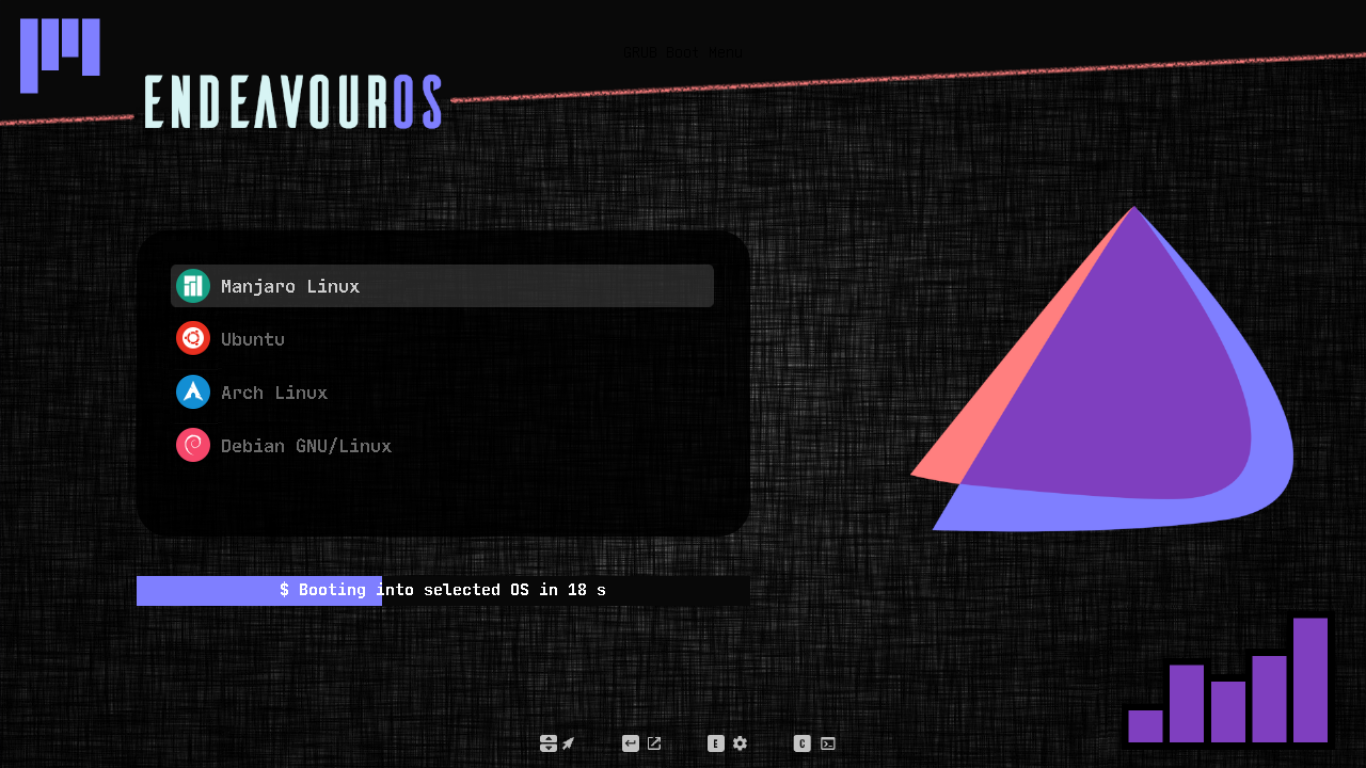 GRUB Boot Menu
ENDEAVOUROS
Manjaro Linux
Ubuntu
Arch Linux
Debian GNU/Linux
$ Booting into selected OS in 18 s
E
C